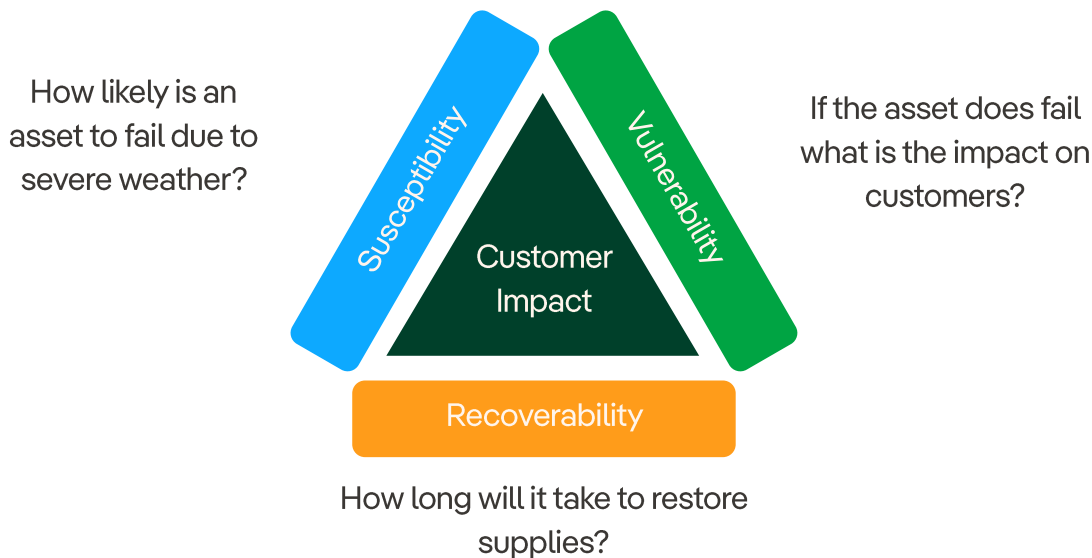 How likely is an
asset to fail due to
severe weather?
Susceptibility
Vulnerability
If the asset does fail
what is the impact on
customers?
Customer
Impact
Recoverability
How long will it take to restore
supplies?